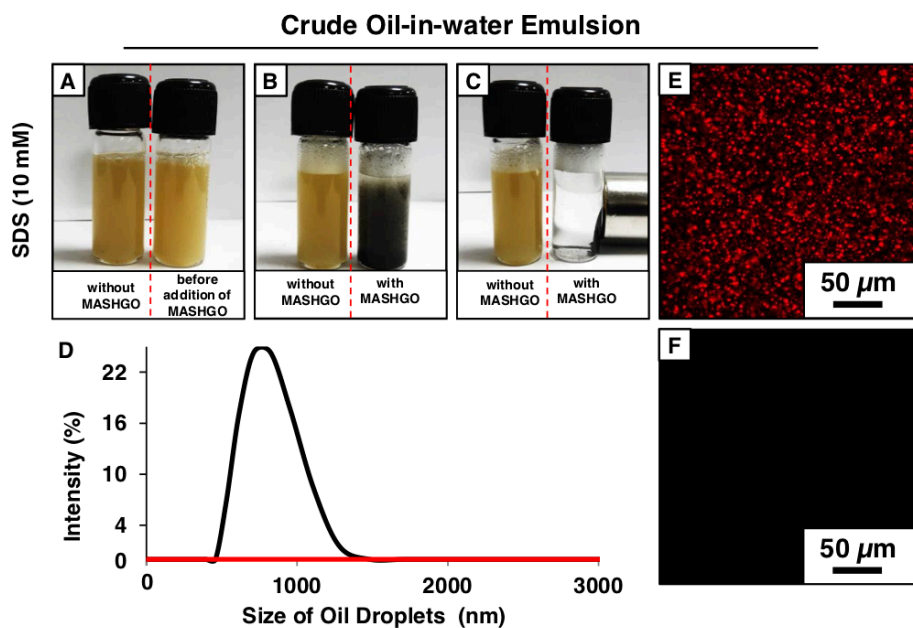 Crude Oil-in-water Emulsion
SDS (10 mM)
A
without
MASHGO
before
addition of
MASHGO
B
without
MASHGO
with
MASHGO
C
without
MASHGO
with
MASHGO
E
50 µm
D
Intensity (%)
22
16
10
4
0
0
1000
2000
3000
Size of Oil Droplets (nm)
F
50 µm